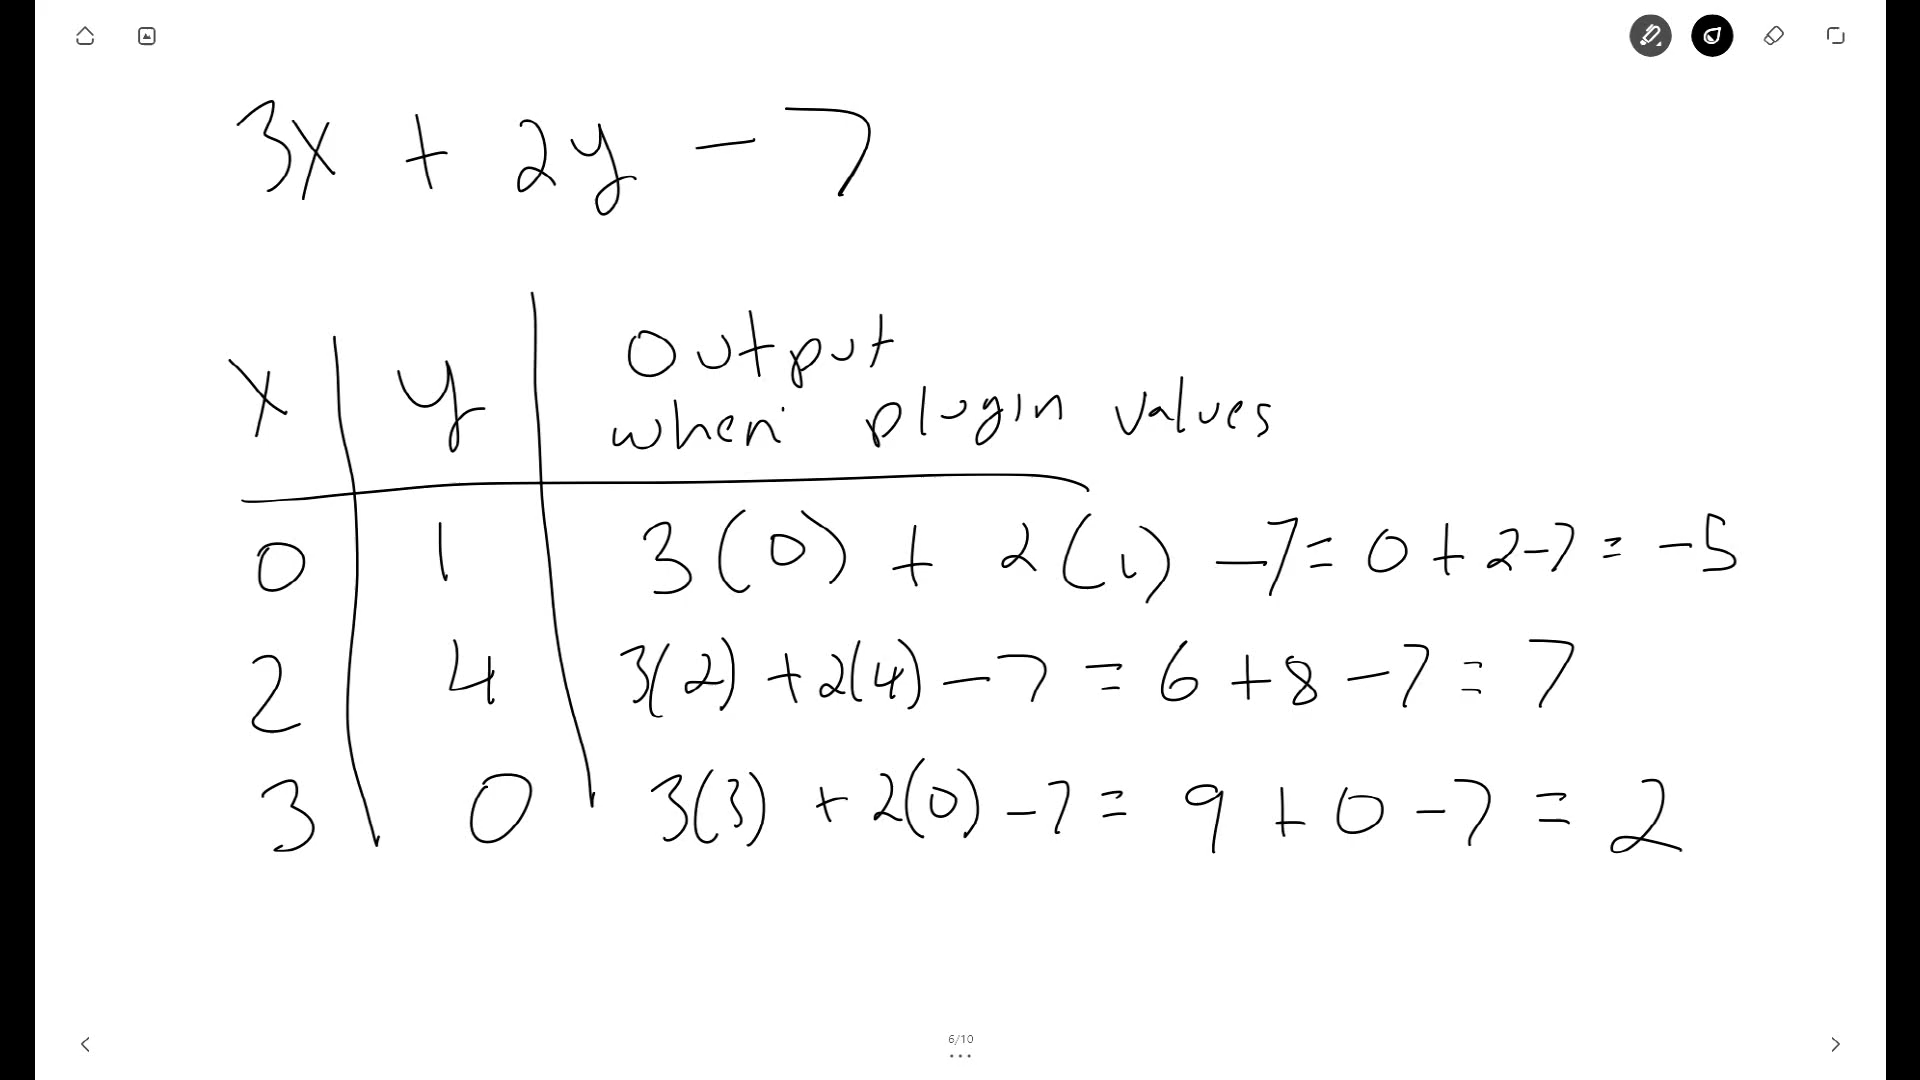 3x + 2y - 7
x y output
when plugin values
0 1 3(0) + 2(1) - 7 = 0 + 2 - 7 = -5
2 4 3(2) + 2(4) - 7 = 6 + 8 - 7 = 7
3 0 3(3) + 2(0) - 7 = 9 + 0 - 7 = 2
6/10